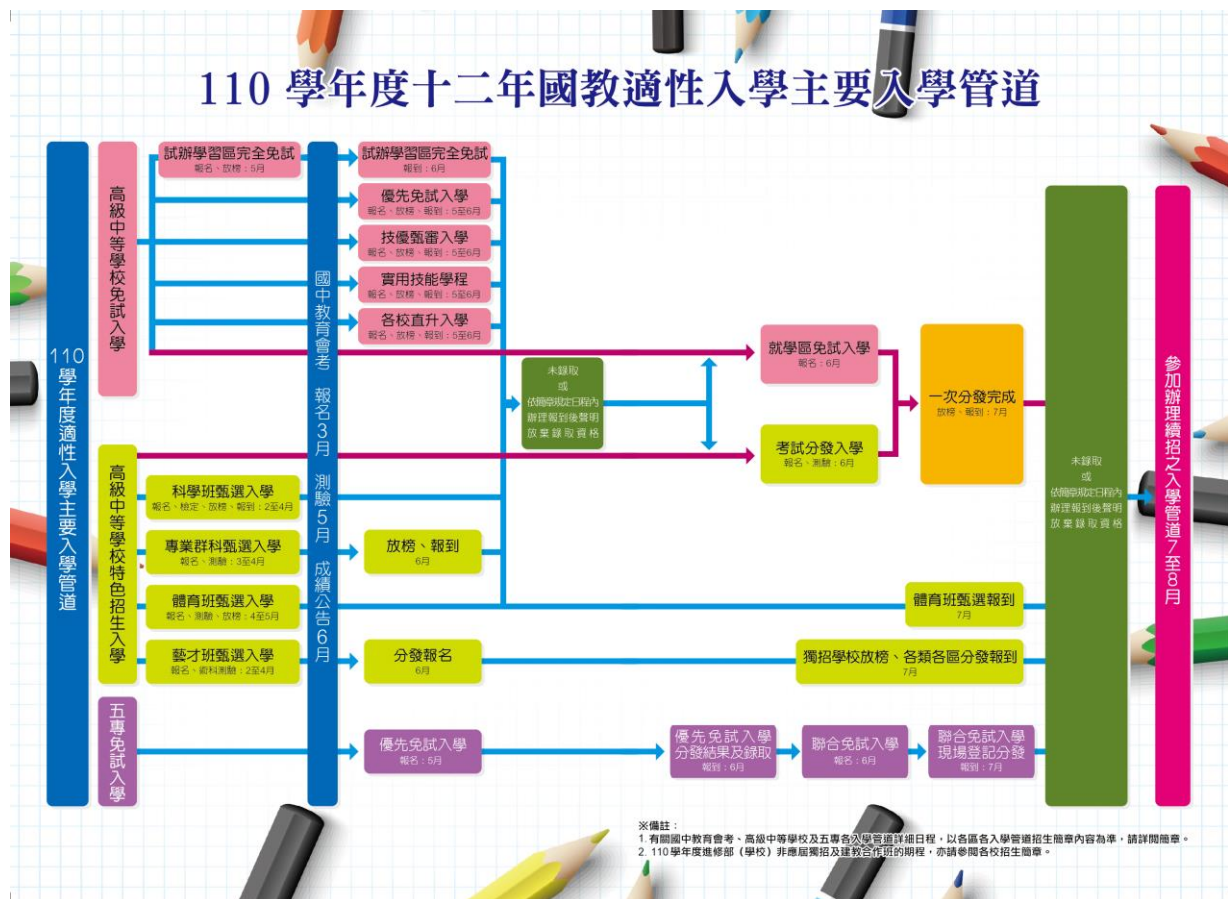 110 學年度十二年國教適性入學主要入學管道
110學年度適性入學主要入學管道
高級中等學校免試入學
試辦學習區完全免試
報名、放榜：5月
國中教育會考 報名3月 測驗5月 成績公告6月
試辦學習區完全免試
報到：6月
優先免試入學
報名、放榜、報到：5至6月
技優甄審入學
報名、放榜、報到：5至6月
實用技能學程
報名、放榜、報到：5至6月
各校直升入學
報名、放榜、報到：5至6月
未錄取
或
依簡章規定日程內
辦理報到後聲明
放棄錄取資格
就學區免試入學
報名：6月
考試分發入學
報名、測驗：6月
一次分發完成
放榜、報到：7月
高級中等學校特色招生入學
科學班甄選入學
報名、檢定、放榜、報到：2至4月
專業群科甄選入學
報名、測驗：3至4月
放榜、報到
6月
體育班甄選入學
報名、測驗、放榜：4至5月
體育班甄選報到
7月
藝才班甄選入學
報名、術科測驗：2至4月
分發報名
6月
獨招學校放榜、各類各區分發報到
7月
五專免試入學
優先免試入學
報名：5月
優先免試入學
分發結果及錄取
報到：6月
聯合免試入學
報名：6月
聯合免試入學
現場登記分發
報到：7月
未錄取
或
依簡章規定日程內
辦理報到後聲明
放棄錄取資格
參加辦理續招之入學管道7至8月
※備註：
1. 有關國中教育會考、高級中等學校及五專各入學管道詳細日程，以各區各入學管道招生簡章內容為準，請詳閱簡章。
2. 110學年度進修部（學校）非應屆獨招及建教合作班的期程，亦請參閱各校招生簡章。